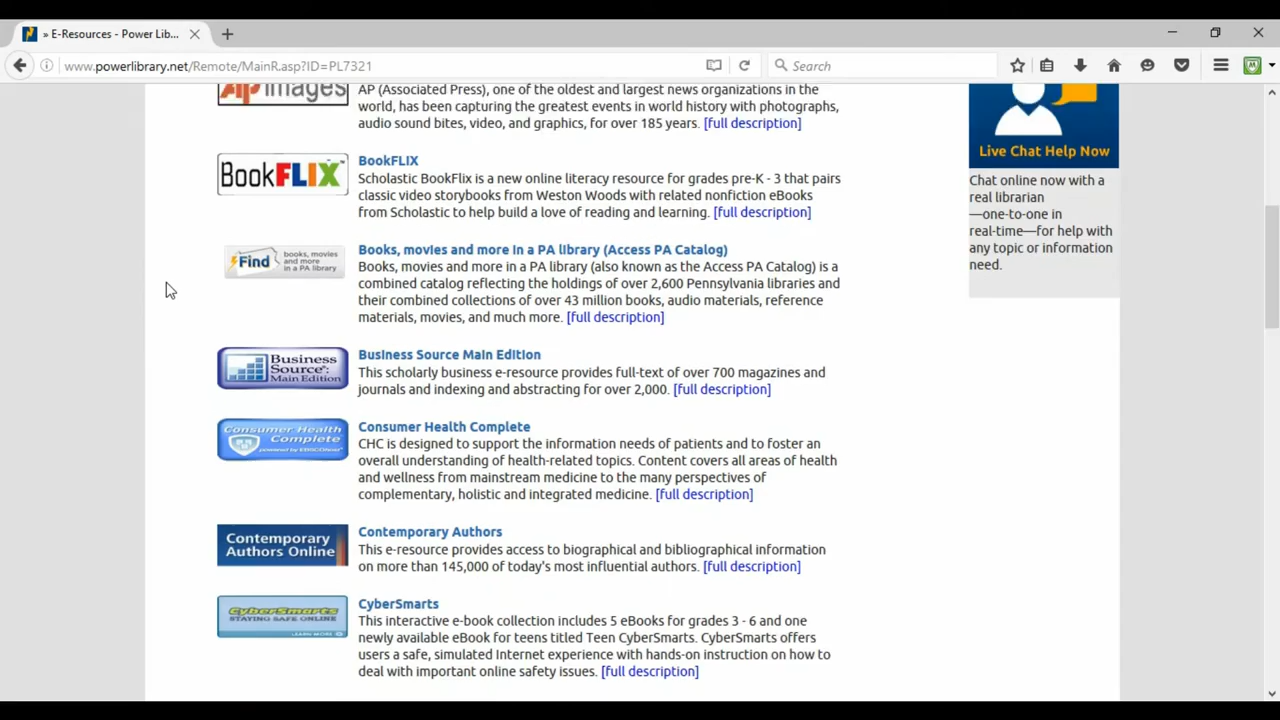 » E-Resources - Power Lib...
www.powerlibrary.net/Remote/MainR.asp?ID=PL7321
Search
AP Images
AP (Associated Press), one of the oldest and largest news organizations in the
world, has been capturing the greatest events in world history with photographs,
audio sound bites, video, and graphics, for over 185 years. [full description]
BookFLIX™
BookFLIX
Scholastic BookFlix is a new online literacy resource for grades pre-K - 3 that pairs
classic video storybooks from Weston Woods with related nonfiction eBooks
from Scholastic to help build a love of reading and learning. [full description]
Find
books, movies
and more
in a PA library
Books, movies and more in a PA library (Access PA Catalog)
Books, movies and more in a PA library (also known as the Access PA Catalog) is a
combined catalog reflecting the holdings of over 2,600 Pennsylvania libraries and
their combined collections of over 43 million books, audio materials, reference
materials, movies, and much more. [full description]
Business
Source®:
Main Edition
Business Source Main Edition
This scholarly business e-resource provides full-text of over 700 magazines and
journals and indexing and abstracting for over 2,000. [full description]
Consumer Health
Complete
powered by EBSCOhost
Consumer Health Complete
CHC is designed to support the information needs of patients and to foster an
overall understanding of health-related topics. Content covers all areas of health
and wellness from mainstream medicine to the many perspectives of
complementary, holistic and integrated medicine. [full description]
Contemporary
Authors Online
Contemporary Authors
This e-resource provides access to biographical and bibliographical information
on more than 145,000 of today's most influential authors. [full description]
CyberSmarts
STAYING SAFE ONLINE
LEARN MORE
CyberSmarts
This interactive e-book collection includes 5 eBooks for grades 3 - 6 and one
newly available eBook for teens titled Teen CyberSmarts. CyberSmarts offers
users a safe, simulated Internet experience with hands-on instruction on how to
deal with important online safety issues. [full description]
Live Chat Help Now
Chat online now with a
real librarian
—one-to-one in
real-time—for help with
any topic or information
need.